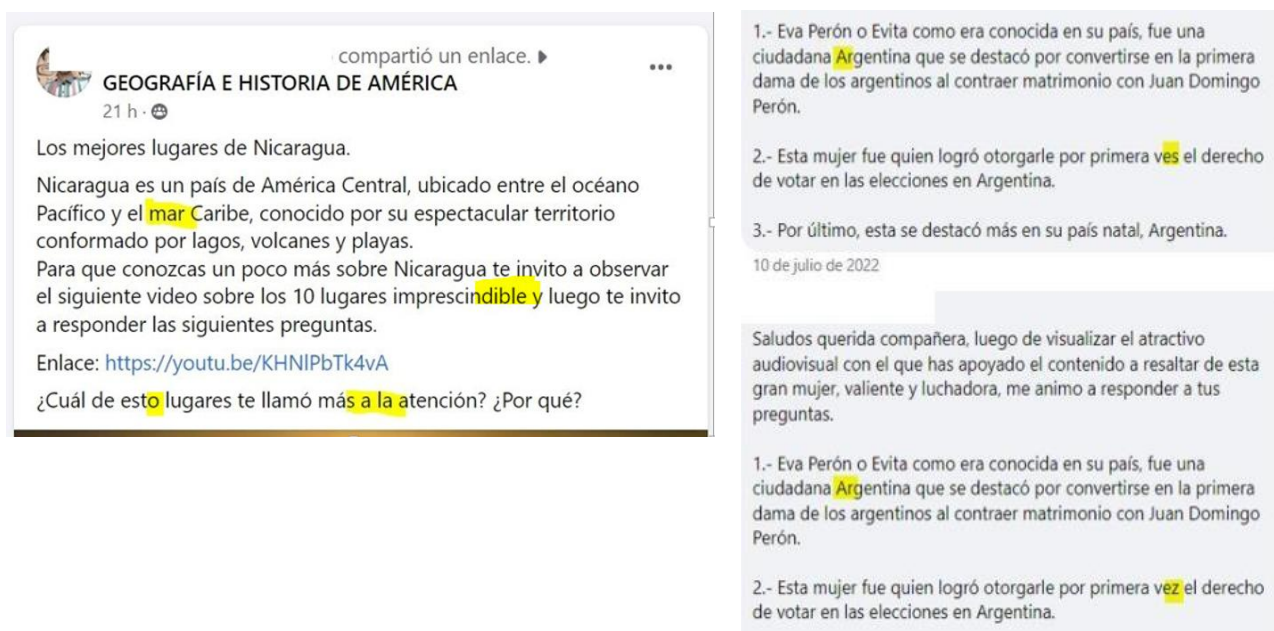 compartió un enlace.
GEOGRAFÍA E HISTORIA DE AMÉRICA
21 h ·
Los mejores lugares de Nicaragua.
Nicaragua es un país de América Central, ubicado entre el océano
Pacífico y el mar Caribe, conocido por su espectacular territorio
conformado por lagos, volcanes y playas.
Para que conozcas un poco más sobre Nicaragua te invito a observar
el siguiente video sobre los 10 lugares imprescindible y luego te invito
a responder las siguientes preguntas.
Enlace: https://youtu.be/KHNlPbTk4vA
¿Cuál de esto lugares te llamó más a la atención? ¿Por qué?
1.- Eva Perón o Evita como era conocida en su país, fue una
ciudadana Argentina que se destacó por convertirse en la primera
dama de los argentinos al contraer matrimonio con Juan Domingo
Perón.
2.- Esta mujer fue quien logró otorgarle por primera ves el derecho
de votar en las elecciones en Argentina.
3.- Por último, esta se destacó más en su país natal, Argentina.
10 de julio de 2022
Saludos querida compañera, luego de visualizar el atractivo
audiovisual con el que has apoyado el contenido a resaltar de esta
gran mujer, valiente y luchadora, me animo a responder a tus
preguntas.
1.- Eva Perón o Evita como era conocida en su país, fue una
ciudadana Argentina que se destacó por convertirse en la primera
dama de los argentinos al contraer matrimonio con Juan Domingo
Perón.
2.- Esta mujer fue quien logró otorgarle por primera vez el derecho
de votar en las elecciones en Argentina.